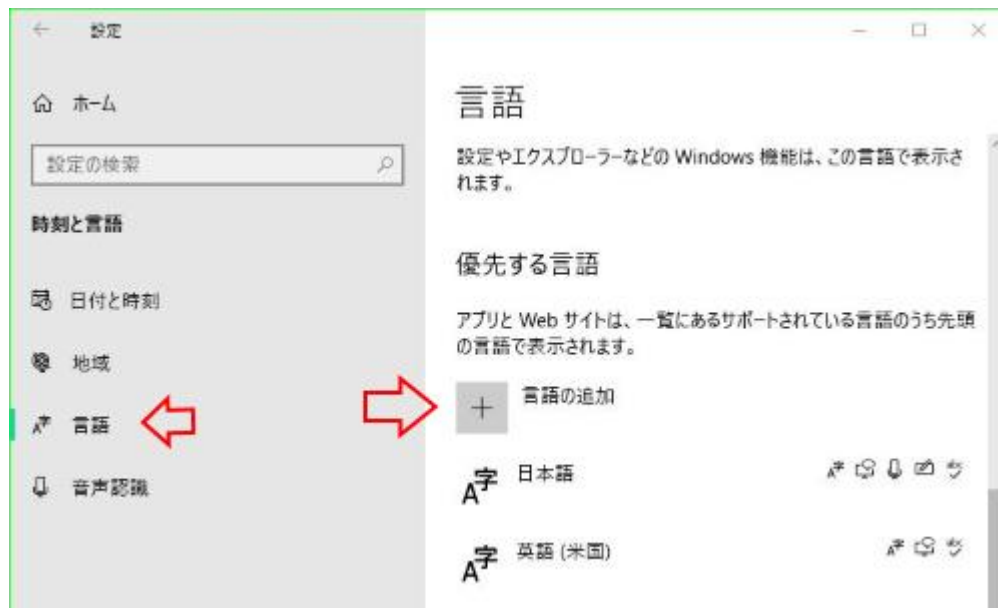 設定
ホーム
設定の検索
時刻と言語
日付と時刻
地域
言語
音声認識
言語
設定やエクスプローラーなどの Windows 機能は、この言語で表示さ
れます。
優先する言語
アプリと Web サイトは、一覧にあるサポートされている言語のうち先頭
の言語で表示されます。
言語の追加
日本語
英語 (米国)